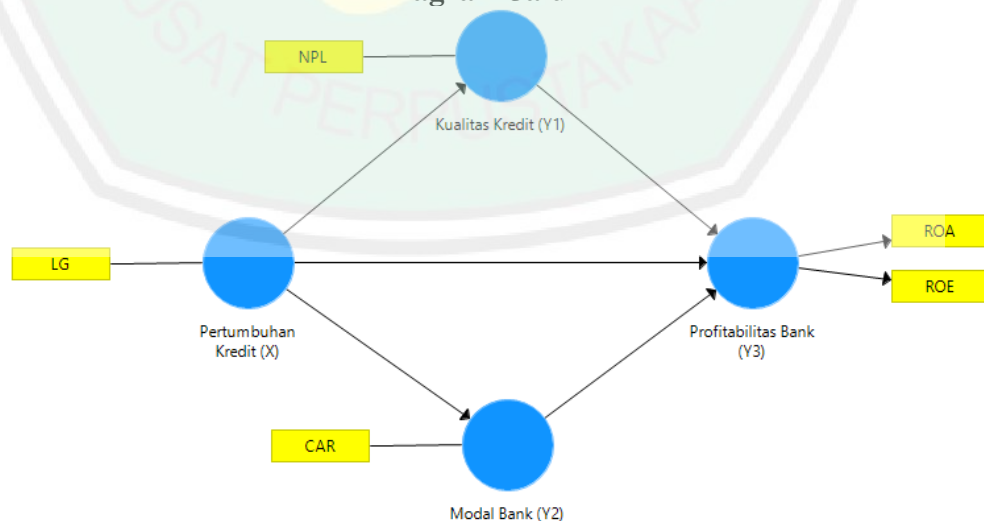 NPL
Kualitas Kredit (Y1)
LG
Pertumbuhan
Kredit (X)
ROA
ROE
Profitabilitas Bank
(Y3)
CAR
Modal Bank (Y2)